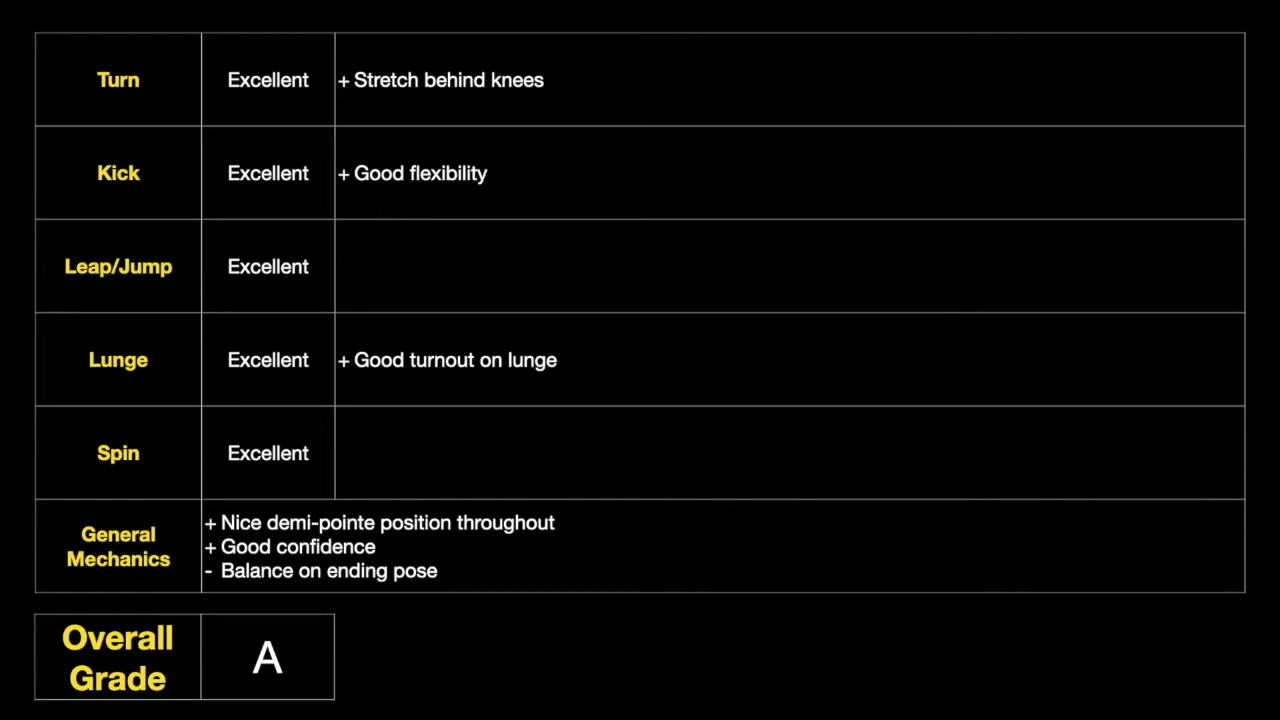 Turn Excellent + Stretch behind knees
Kick Excellent + Good flexibility
Leap/Jump Excellent
Lunge Excellent + Good turnout on lunge
Spin Excellent
General Mechanics
+ Nice demi-pointe position throughout
+ Good confidence
- Balance on ending pose
Overall Grade A